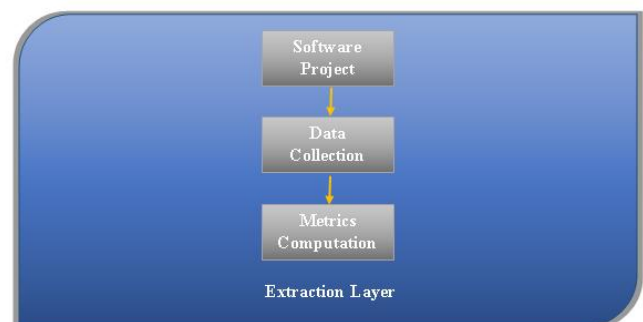 Software
Project
Data
Collection
Metrics
Computation
Extraction Layer